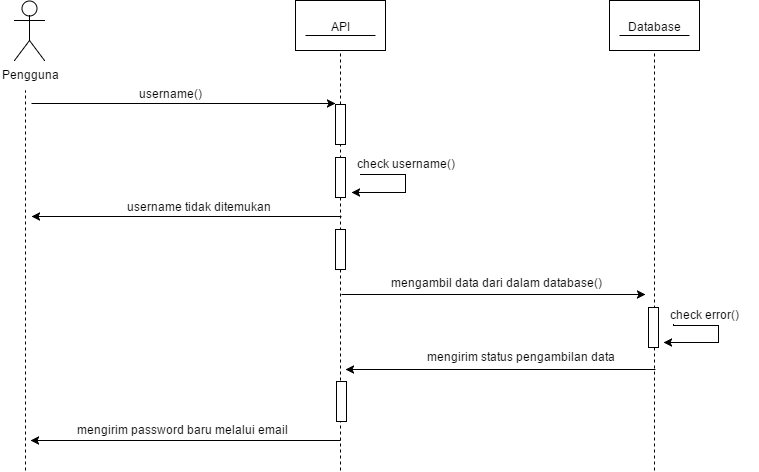 API
Database
Pengguna
username()
check username()
username tidak ditemukan
mengambil data dari dalam database()
check error()
mengirim status pengambilan data
mengirim password baru melalui email